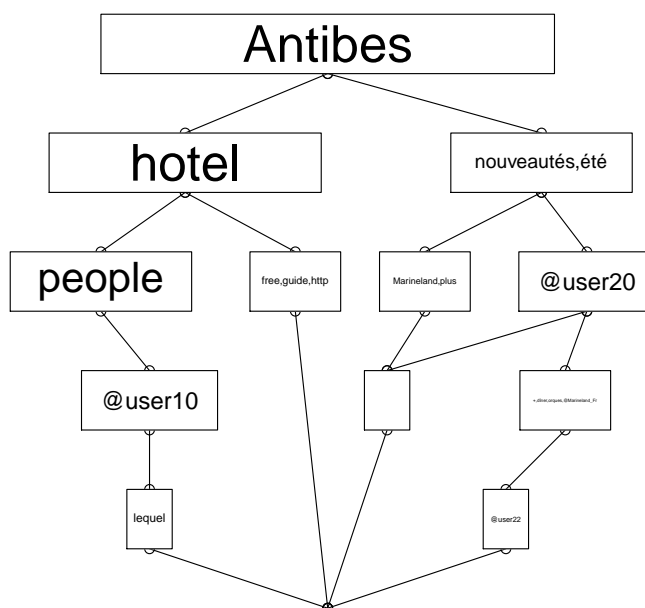 Antibes
hotel
nouveautés,été
people
free,guide,http
Marineland,plus
@user20
@user10
lequel
@user22